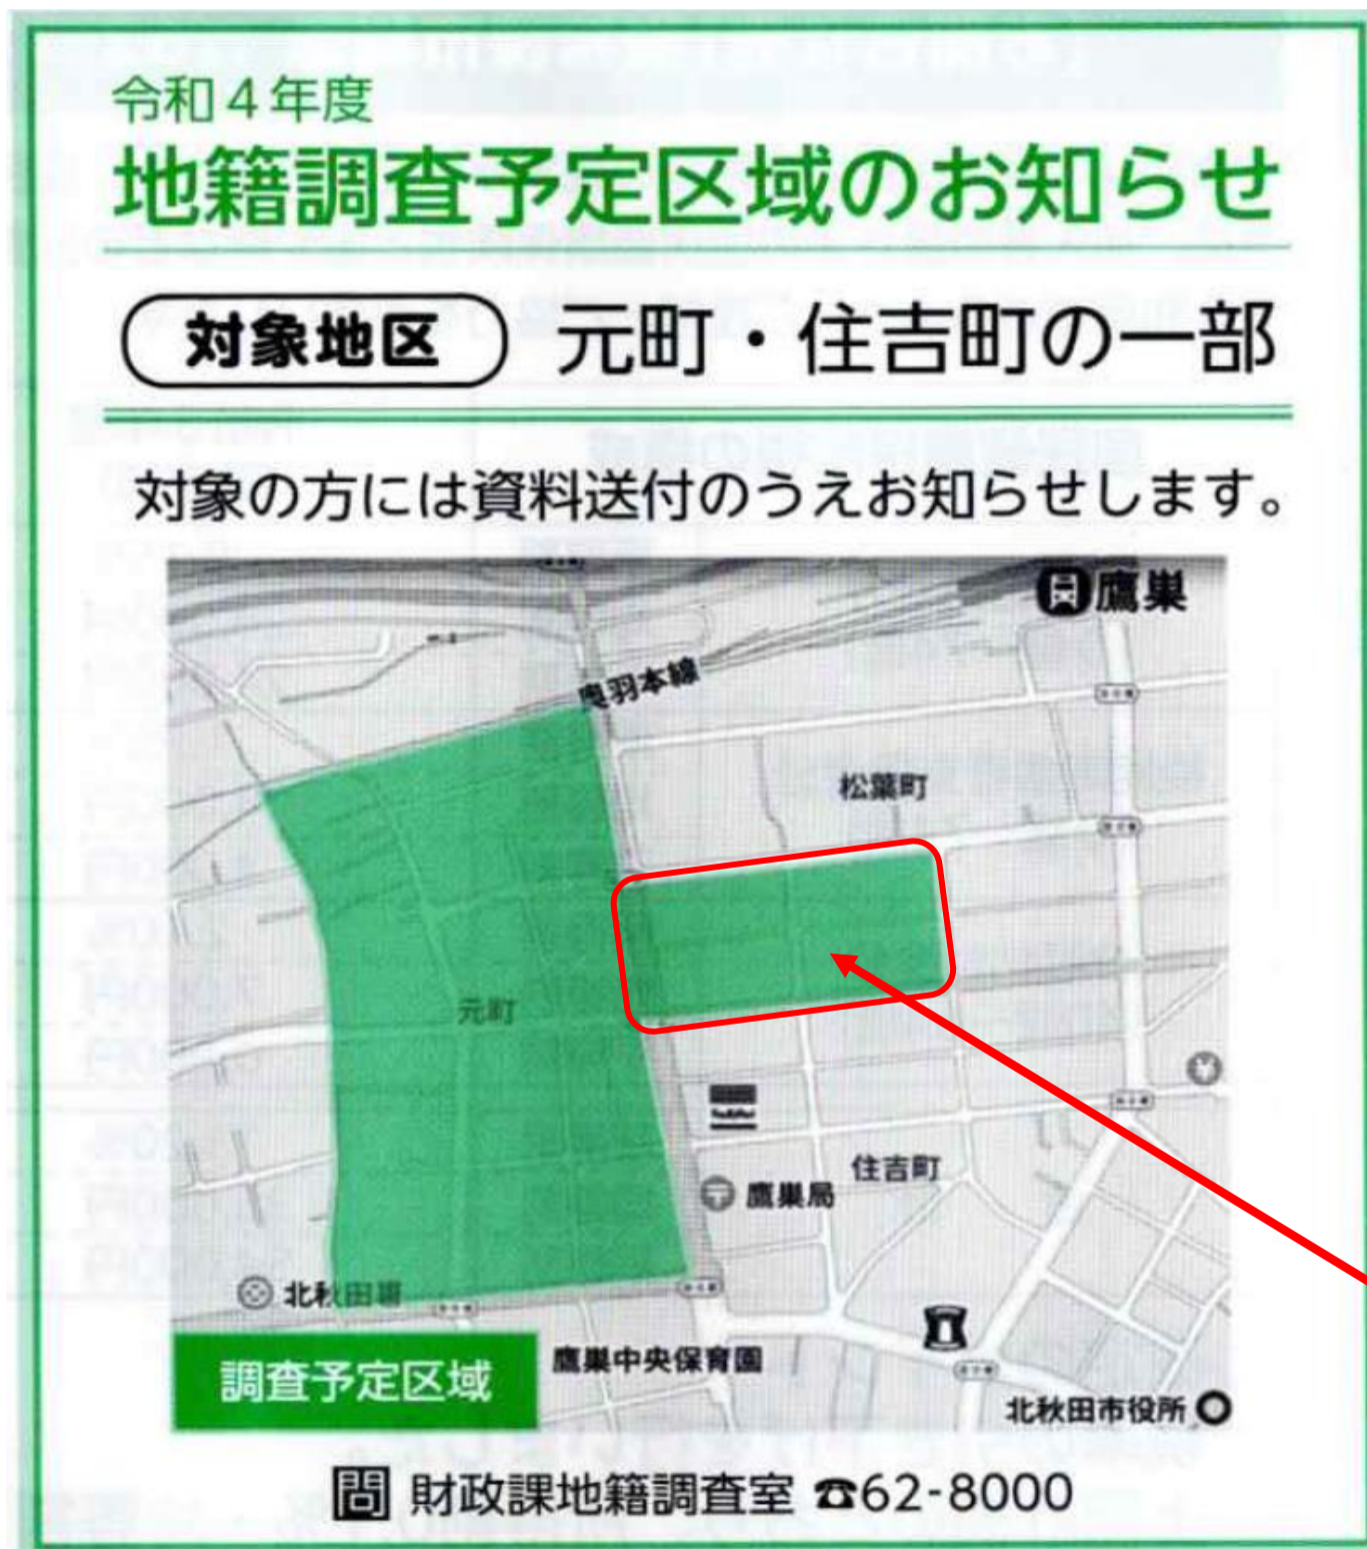 令和4年度
地籍調査予定区域のお知らせ
対象地区 元町・住吉町の一部
対象の方には資料送付のうえお知らせします。
鷹巣
奥羽本線
松葉町
元町
住吉町
鷹巣局
北秋田署
鷹巣中央保育園
調査予定区域
北秋田市役所
問 財政課地籍調査室 ☎62-8000